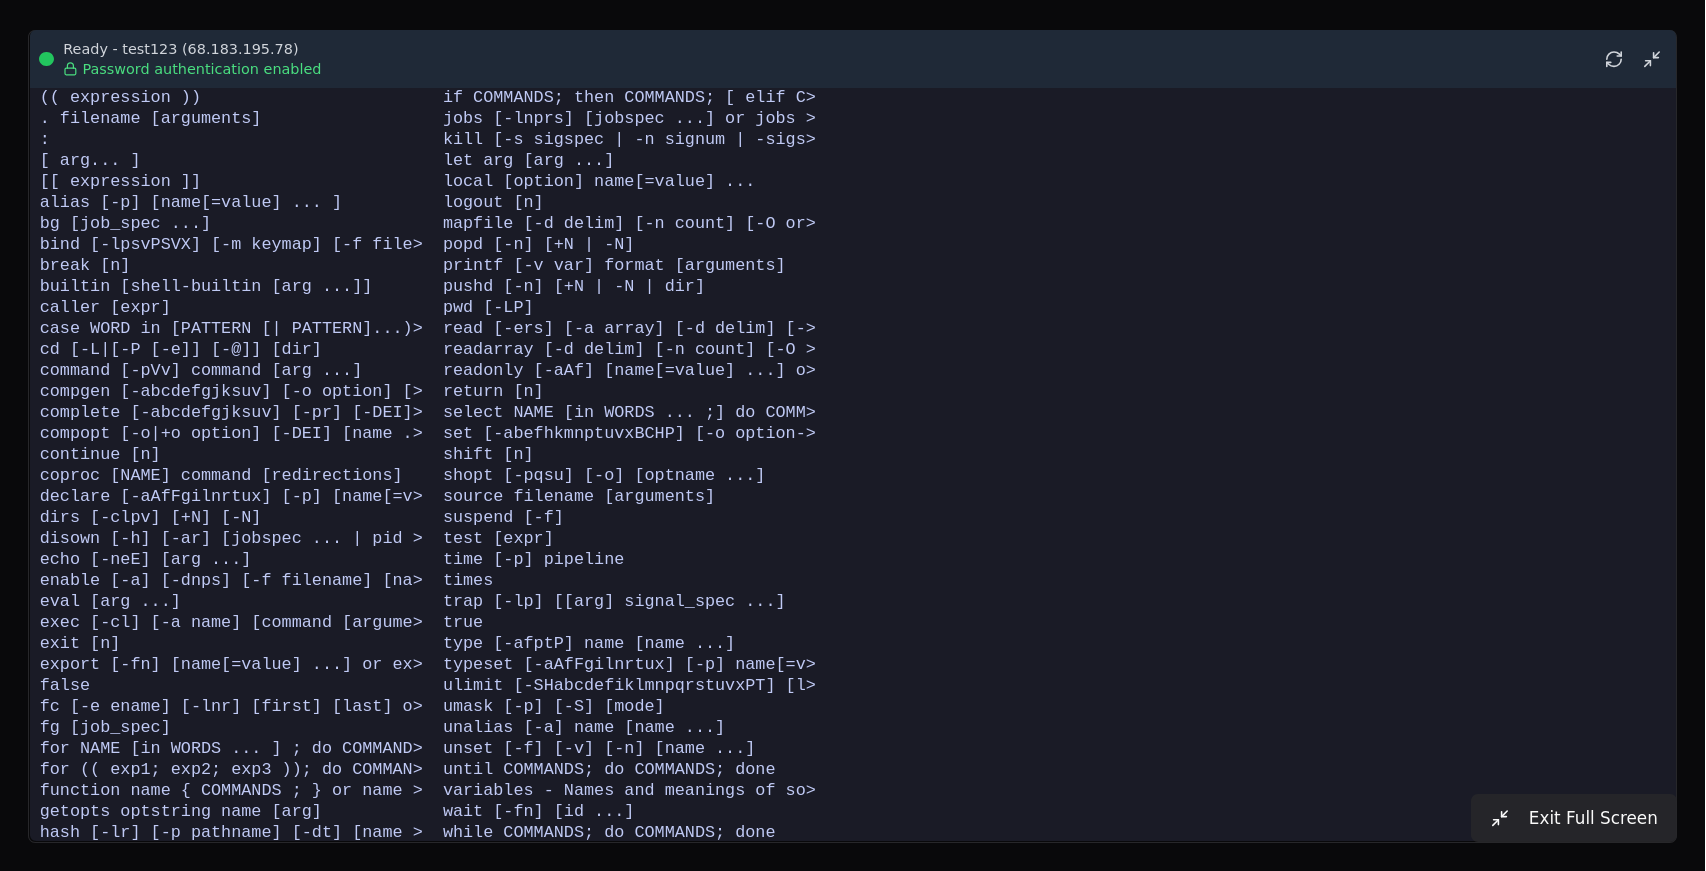 Ready - test123 (68.183.195.78)
Password authentication enabled
(( expression ))                        if COMMANDS; then COMMANDS; [ elif C>
. filename [arguments]                  jobs [-lnprs] [jobspec ...] or jobs >
:                                       kill [-s sigspec | -n signum | -sigs>
[ arg... ]                              let arg [arg ...]
[[ expression ]]                        local [option] name[=value] ...
alias [-p] [name[=value] ... ]          logout [n]
bg [job_spec ...]                       mapfile [-d delim] [-n count] [-O or>
bind [-lpsvPSVX] [-m keymap] [-f file>  popd [-n] [+N | -N]
break [n]                               printf [-v var] format [arguments]
builtin [shell-builtin [arg ...]]       pushd [-n] [+N | -N | dir]
caller [expr]                           pwd [-LP]
case WORD in [PATTERN [| PATTERN]...)>  read [-ers] [-a array] [-d delim] [->
cd [-L|[-P [-e]] [-@]] [dir]            readarray [-d delim] [-n count] [-O >
command [-pVv] command [arg ...]        readonly [-aAf] [name[=value] ...] o>
compgen [-abcdefgjksuv] [-o option] [>  return [n]
complete [-abcdefgjksuv] [-pr] [-DEI]>  select NAME [in WORDS ... ;] do COMM>
compopt [-o|+o option] [-DEI] [name .>  set [-abefhkmnptuvxBCHP] [-o option->
continue [n]                            shift [n]
coproc [NAME] command [redirections]    shopt [-pqsu] [-o] [optname ...]
declare [-aAfFgilnrtux] [-p] [name[=v>  source filename [arguments]
dirs [-clpv] [+N] [-N]                  suspend [-f]
disown [-h] [-ar] [jobspec ... | pid >  test [expr]
echo [-neE] [arg ...]                   time [-p] pipeline
enable [-a] [-dnps] [-f filename] [na>  times
eval [arg ...]                          trap [-lp] [[arg] signal_spec ...]
exec [-cl] [-a name] [command [argume>  true
exit [n]                                type [-afptP] name [name ...]
export [-fn] [name[=value] ...] or ex>  typeset [-aAfFgilnrtux] [-p] name[=v>
false                                   ulimit [-SHabcdefiklmnpqrstuvxPT] [l>
fc [-e ename] [-lnr] [first] [last] o>  umask [-p] [-S] [mode]
fg [job_spec]                           unalias [-a] name [name ...]
for NAME [in WORDS ... ] ; do COMMAND>  unset [-f] [-v] [-n] [name ...]
for (( exp1; exp2; exp3 )); do COMMAN>  until COMMANDS; do COMMANDS; done
function name { COMMANDS ; } or name >  variables - Names and meanings of so>
getopts optstring name [arg]            wait [-fn] [id ...]
hash [-lr] [-p pathname] [-dt] [name >  while COMMANDS; do COMMANDS; done
Exit Full Screen